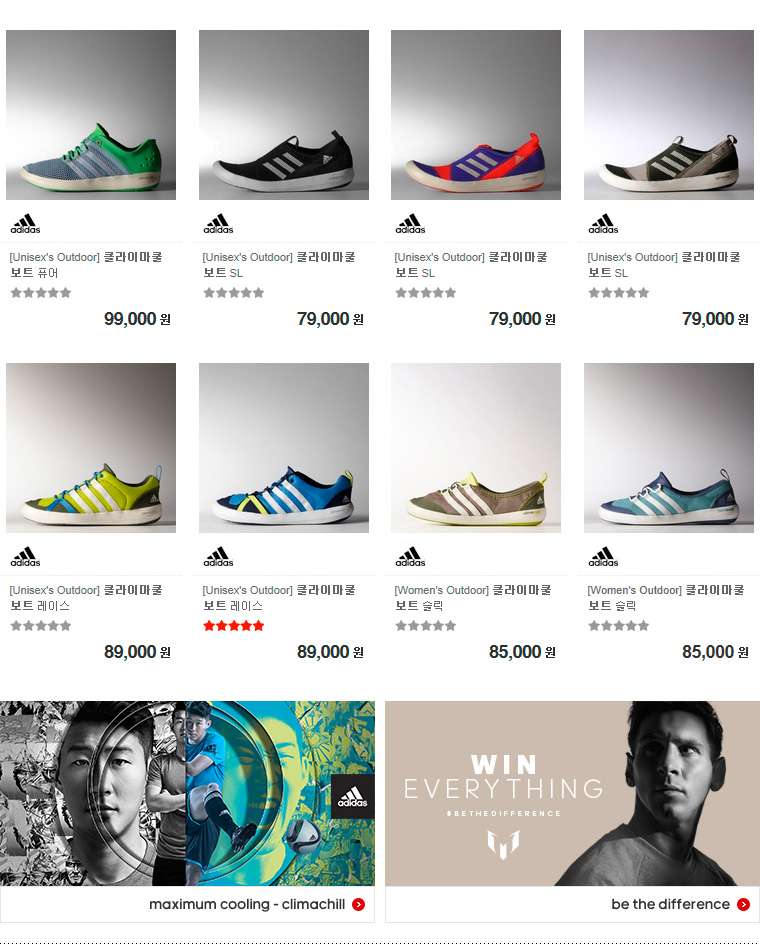 adidas
adidas
adidas
adidas
[Unisex's Outdoor] 클라이마쿨
보트 퓨어
[Unisex's Outdoor] 클라이마쿨
보트 SL
[Unisex's Outdoor] 클라이마쿨
보트 SL
[Unisex's Outdoor] 클라이마쿨
보트 SL
99,000 원
79,000 원
79,000 원
79,000 원
adidas
adidas
adidas
adidas
[Unisex's Outdoor] 클라이마쿨
보트 레이스
[Unisex's Outdoor] 클라이마쿨
보트 레이스
[Women's Outdoor] 클라이마쿨
보트 슬릭
[Women's Outdoor] 클라이마쿨
보트 슬릭
89,000 원
89,000 원
85,000 원
85,000 원
adidas
WIN
EVERYTHING
#BETHEDIFFERENCE
maximum cooling - climachill
be the difference